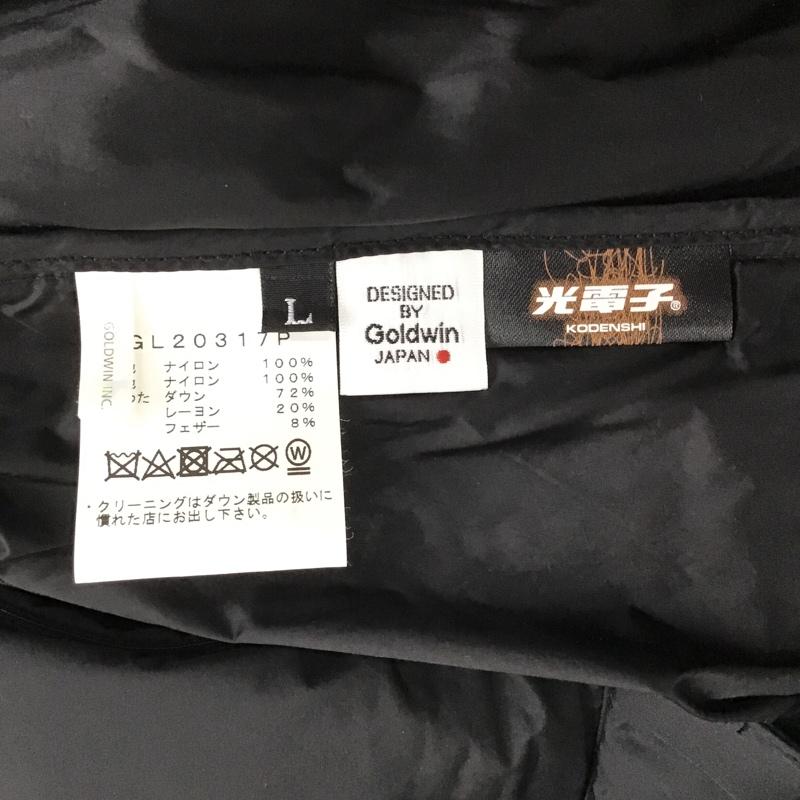 L
GL20317P
GOLDWIN INC.
ナイロン 100%
ナイロン 100%
わた ダウン 72%
レーヨン 20%
フェザー 8%
W
・クリーニングはダウン製品の扱いに
慣れた店にお出し下さい。
DESIGNED
BY
Goldwin
JAPAN
光電子®
KODENSHI